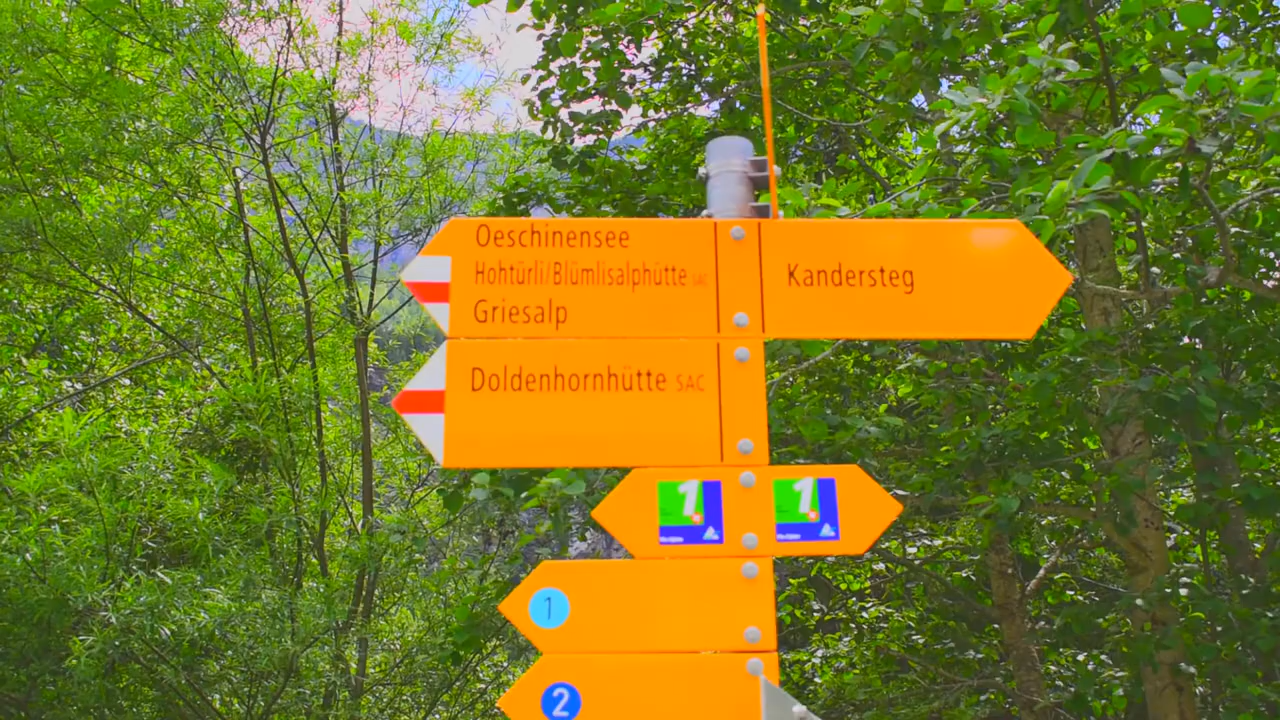 Oeschinensee
Hohtürli/Blümlisalphütte SAC
Griesalp
Kandersteg
Doldenhornhütte SAC
1
1
1
2